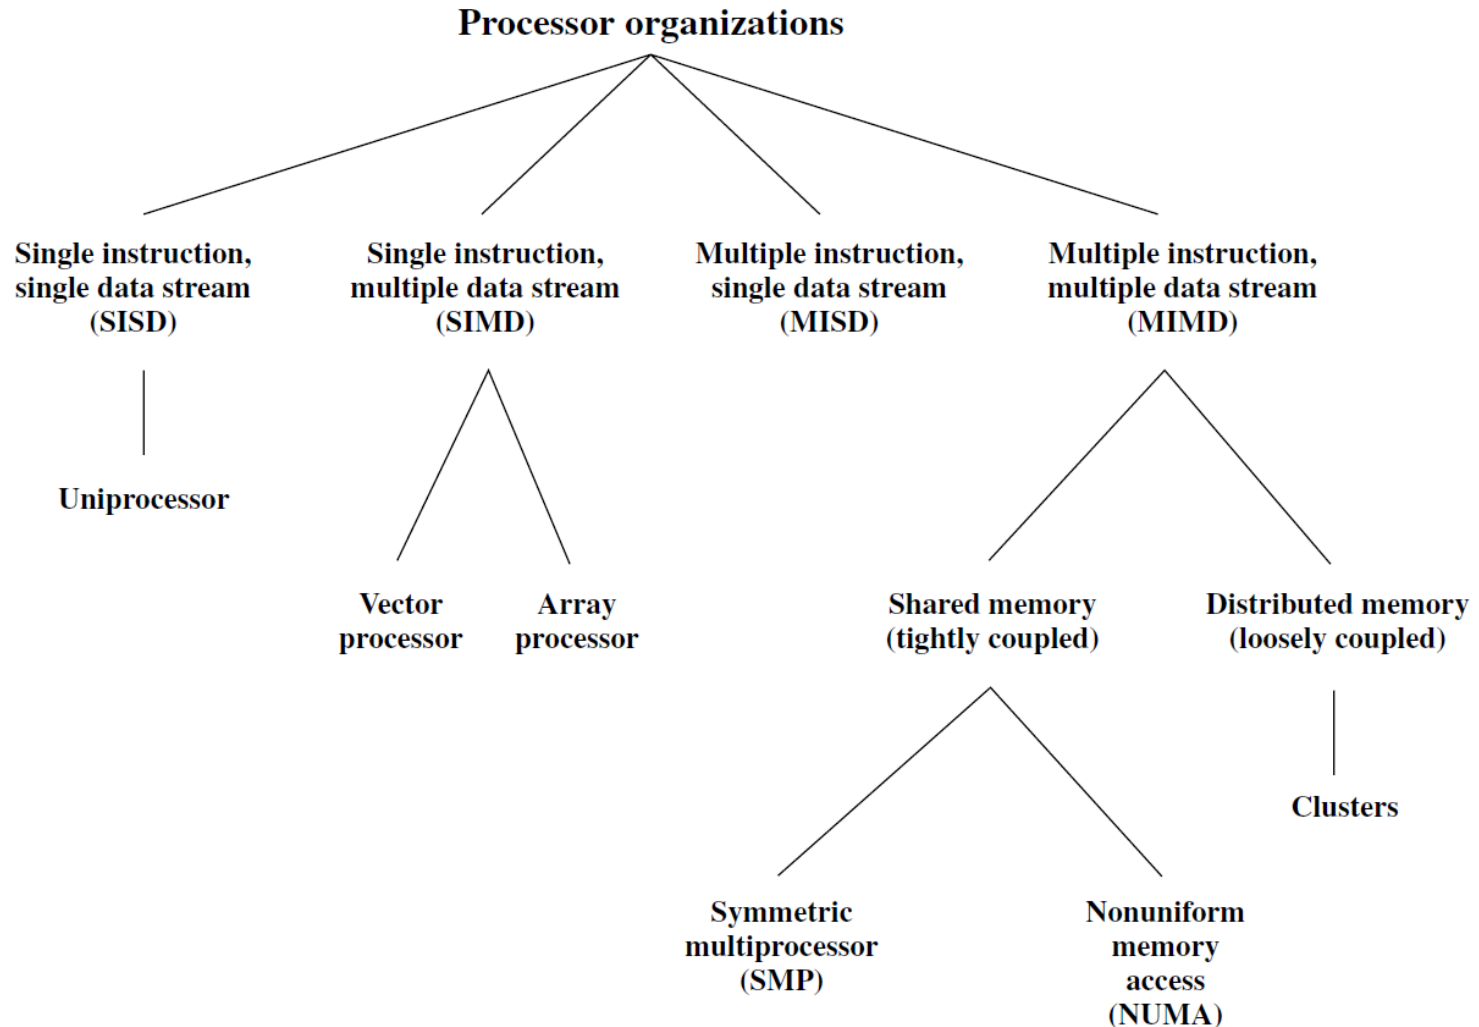 Processor organizations
Single instruction,
single data stream
(SISD)
Single instruction,
multiple data stream
(SIMD)
Multiple instruction,
single data stream
(MISD)
Multiple instruction,
multiple data stream
(MIMD)
Uniprocessor
Vector
processor
Array
processor
Shared memory
(tightly coupled)
Distributed memory
(loosely coupled)
Clusters
Symmetric
multiprocessor
(SMP)
Nonuniform
memory
access
(NUMA)